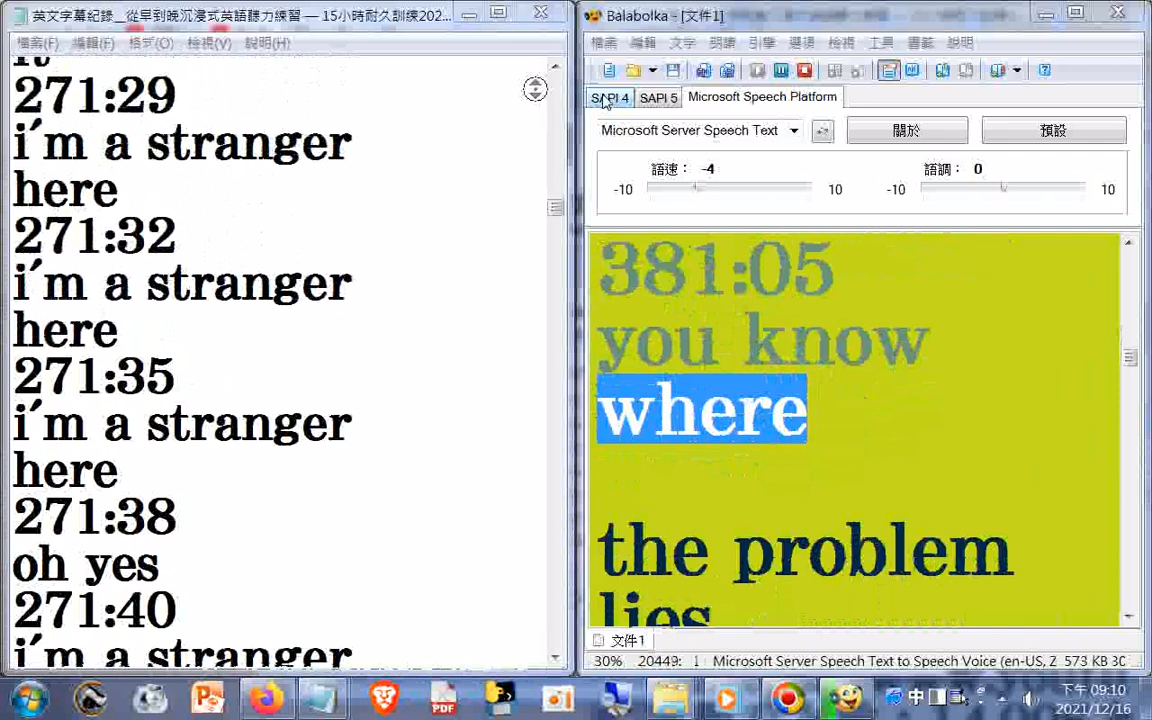 英文字幕紀錄__從早到晚沉浸式英語聽力練習 — 15小時耐久訓練202...
檔案(F) 編輯(E) 格式(O) 檢視(V) 說明(H)
it
271:29
i'm a stranger
here
271:32
i'm a stranger
here
271:35
i'm a stranger
here
271:38
oh yes
271:40
i'm a stranger
Balabolka - [文件1]
檔案 編輯 文字 朗讀 引擎 選項 檢視 工具 書籤 說明
SAPI 4 SAPI 5 Microsoft Speech Platform
Microsoft Server Speech Text 關於 預設
語速： -4 語調： 0
-10 10 -10 10
381:05
you know
where
the problem
lies
文件1
30% 20449: 1 Microsoft Server Speech Text to Speech Voice (en-US, Z 573 KB 3C
中 下午 09:10
2021/12/16